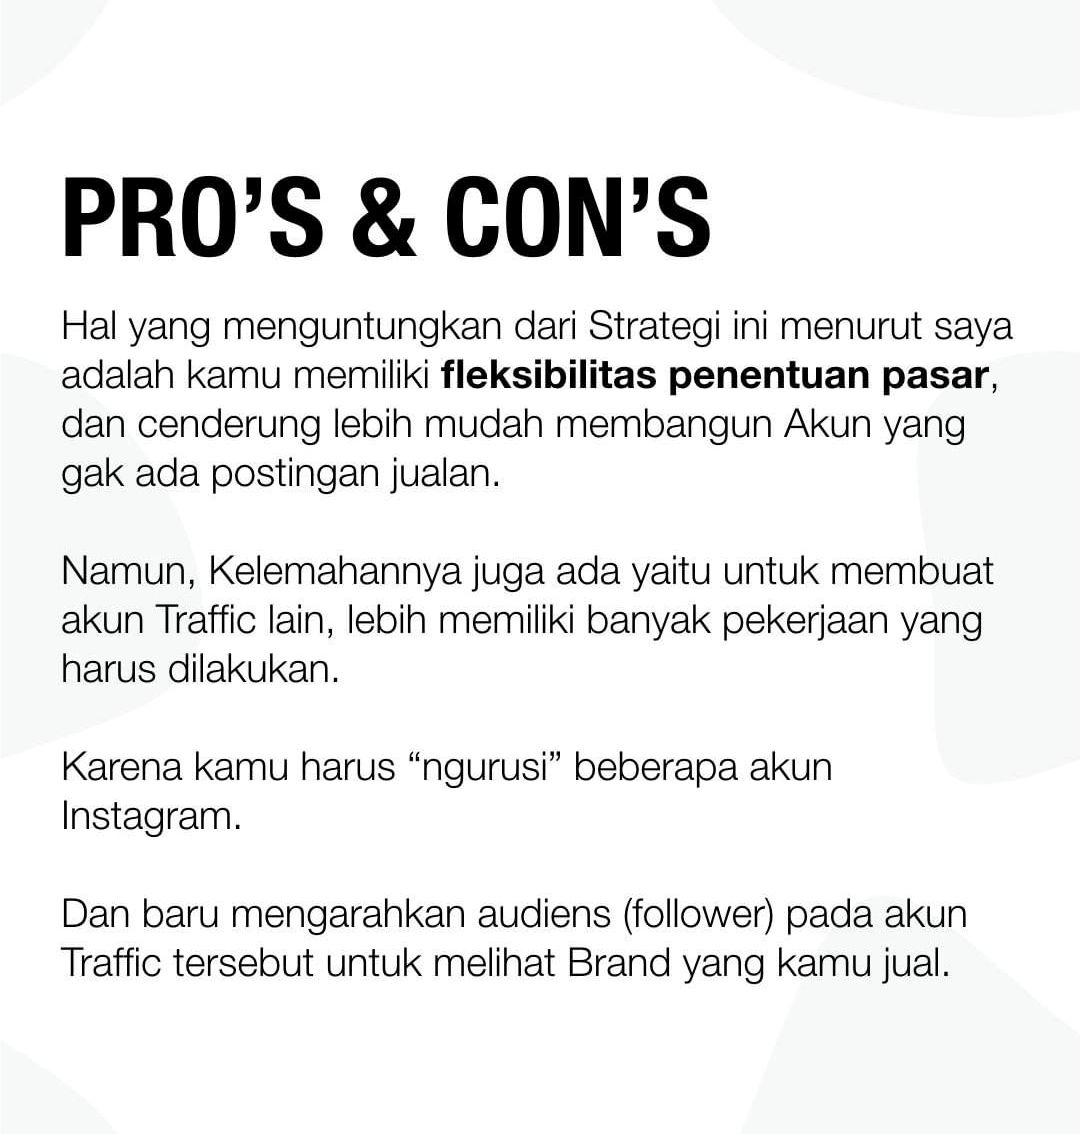 PRO’S & CON’S
Hal yang menguntungkan dari Strategi ini menurut saya
adalah kamu memiliki fleksibilitas penentuan pasar,
dan cenderung lebih mudah membangun Akun yang
gak ada postingan jualan.
Namun, Kelemahannya juga ada yaitu untuk membuat
akun Traffic lain, lebih memiliki banyak pekerjaan yang
harus dilakukan.
Karena kamu harus “ngurusi” beberapa akun
Instagram.
Dan baru mengarahkan audiens (follower) pada akun
Traffic tersebut untuk melihat Brand yang kamu jual.